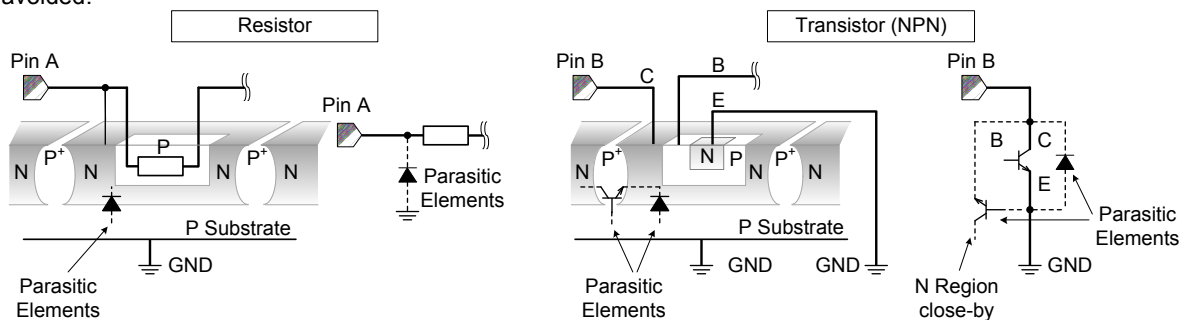 avoided.
Resistor
Transistor (NPN)
Pin A
Pin A
N
P+
N
P
N
P+
N
Parasitic
Elements
P Substrate
GND
Parasitic
Elements
Pin B
C
B
E
N
P+
N
N
P
N
P+
N
P Substrate
GND
GND
Parasitic
Elements
Pin B
B
C
E
Parasitic
Elements
GND
N Region
close-by